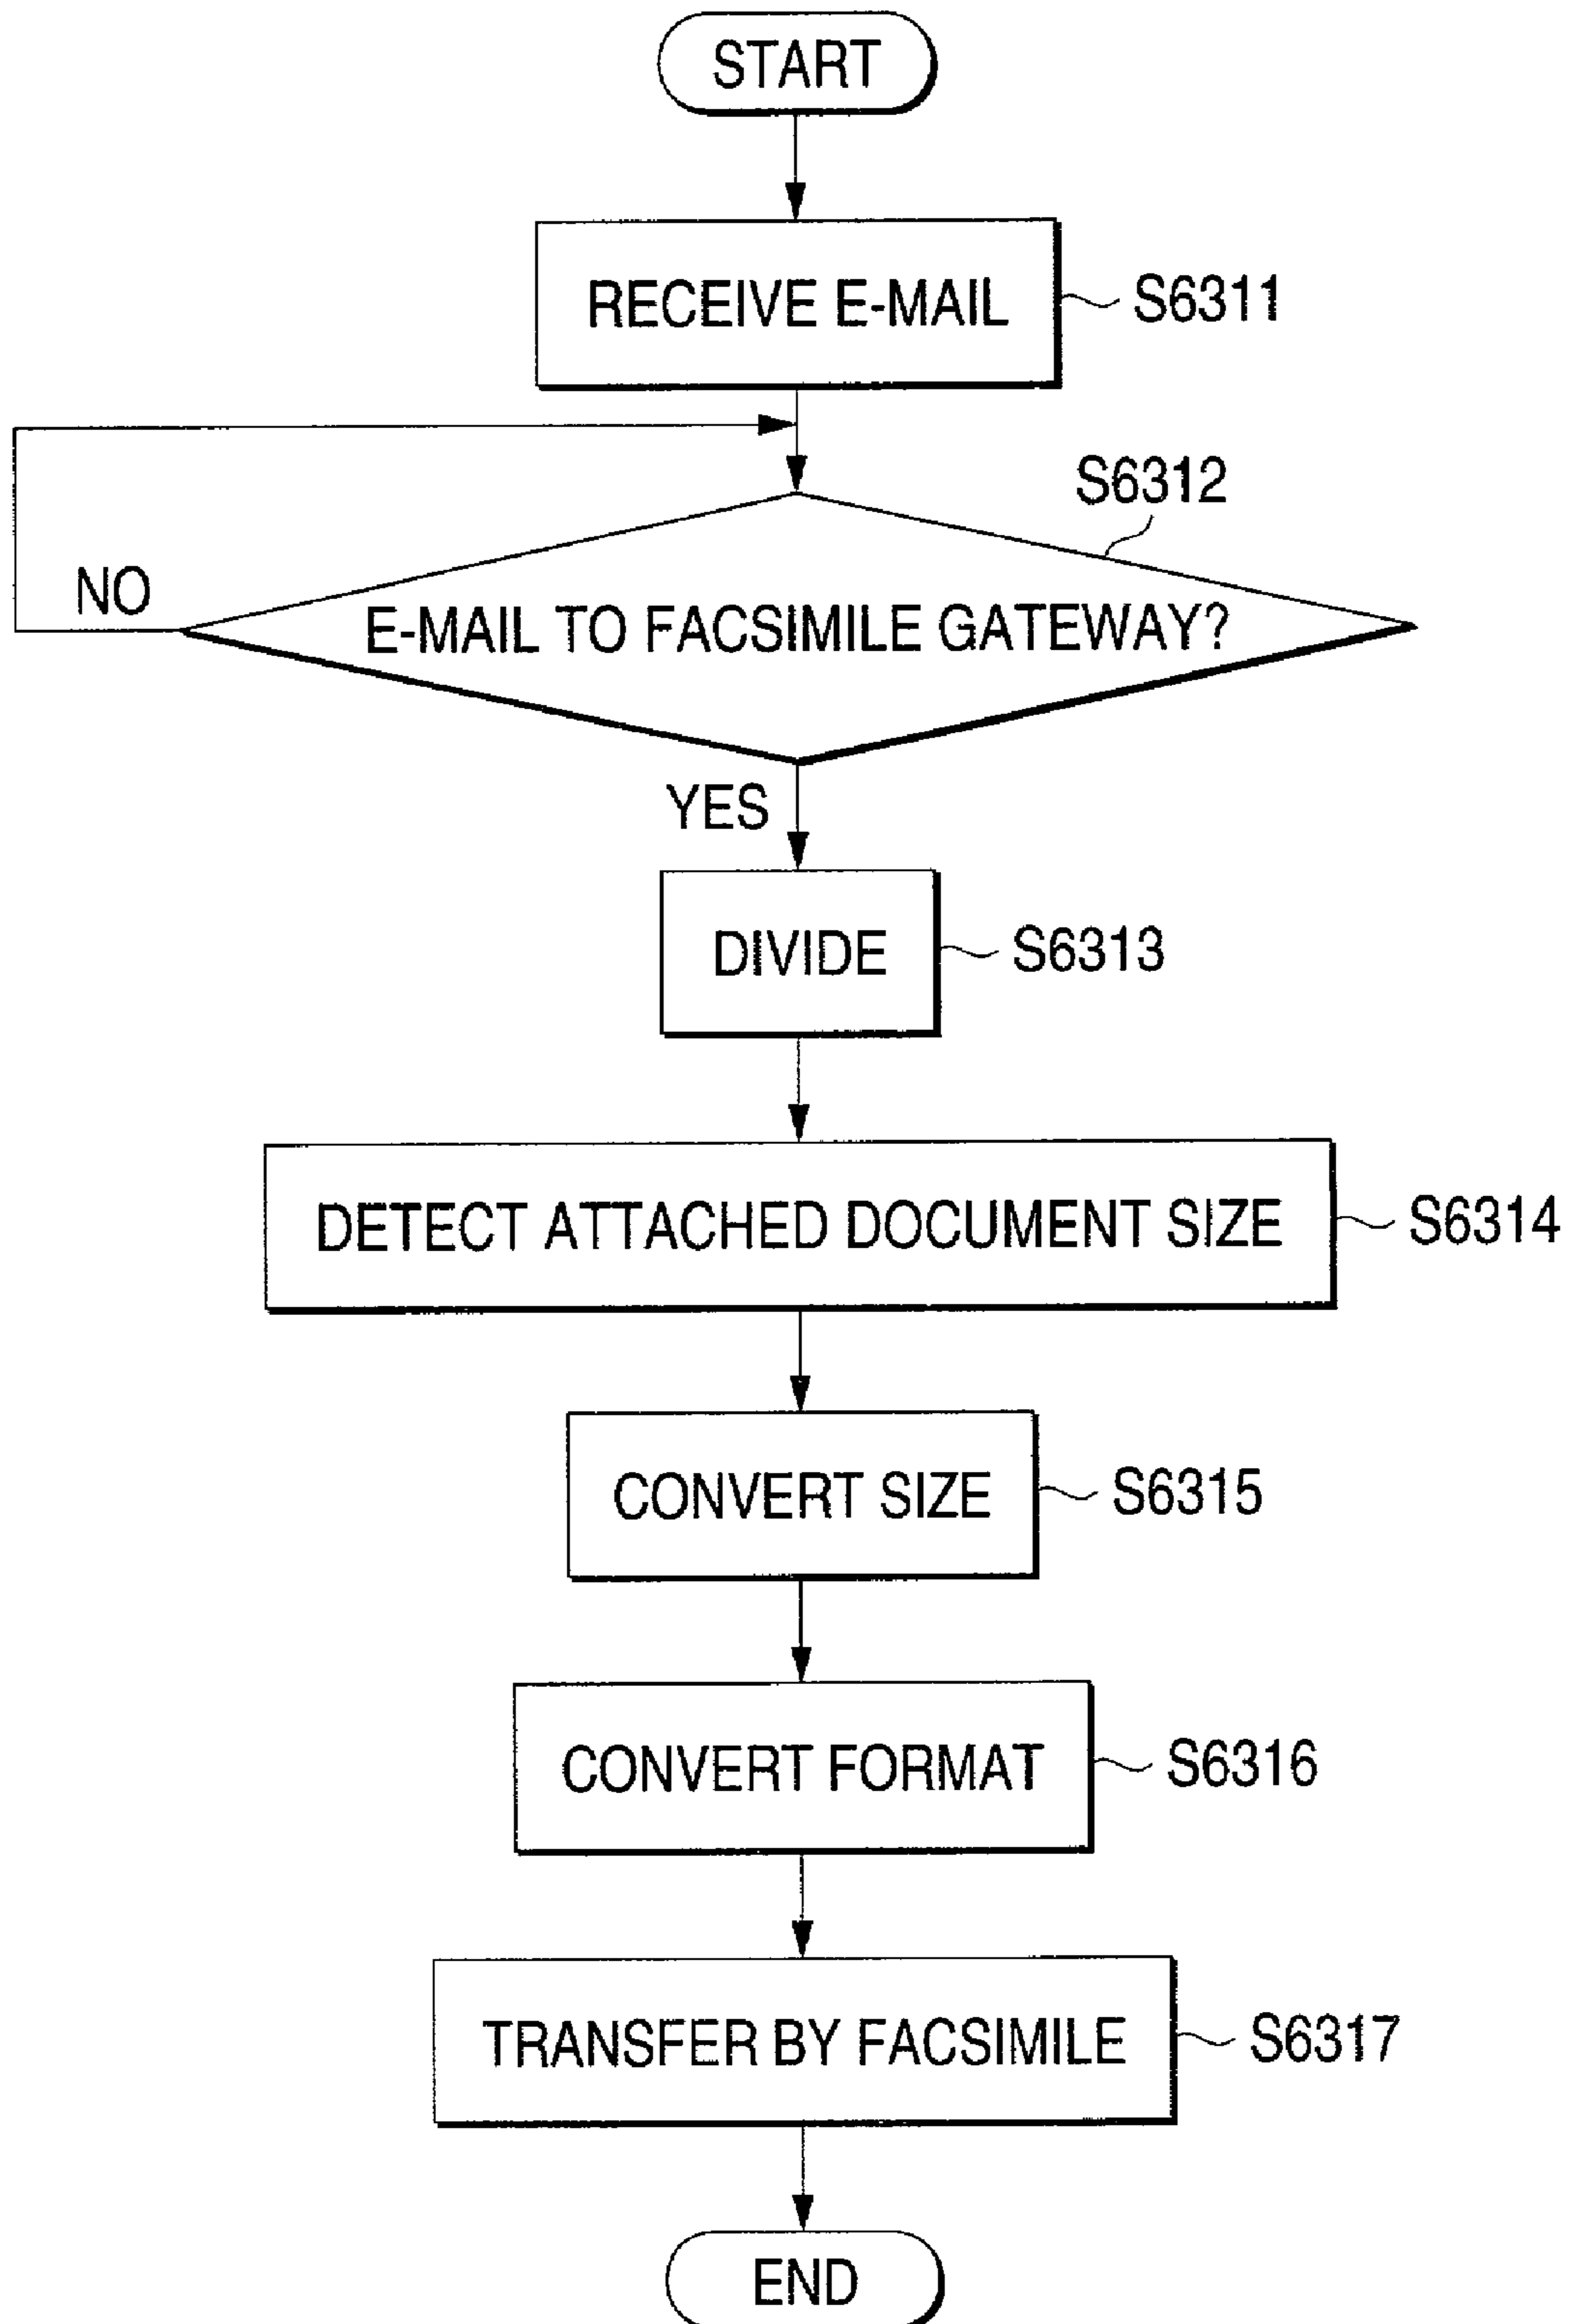 START
RECEIVE E-MAIL
S6311
S6312
NO
E-MAIL TO FACSIMILE GATEWAY?
YES
DIVIDE
S6313
DETECT ATTACHED DOCUMENT SIZE
S6314
CONVERT SIZE
S6315
CONVERT FORMAT
S6316
TRANSFER BY FACSIMILE
S6317
END